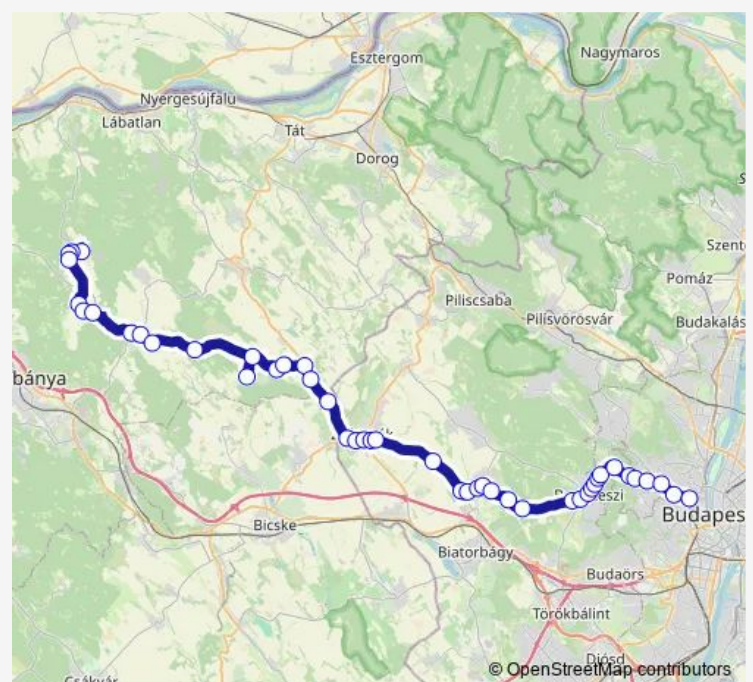 Esztergom
Nagymaros
Nyergesújfalu
Lábatlan
Tát
Dorog
Szent
Pomáz
Piliscsaba
Pilisvörösvár
Budakalás
bánya
Budapes
Bicske
Biatorbágy
Budaörs
Törökbálint
Diósd
© OpenStreetMap contributors